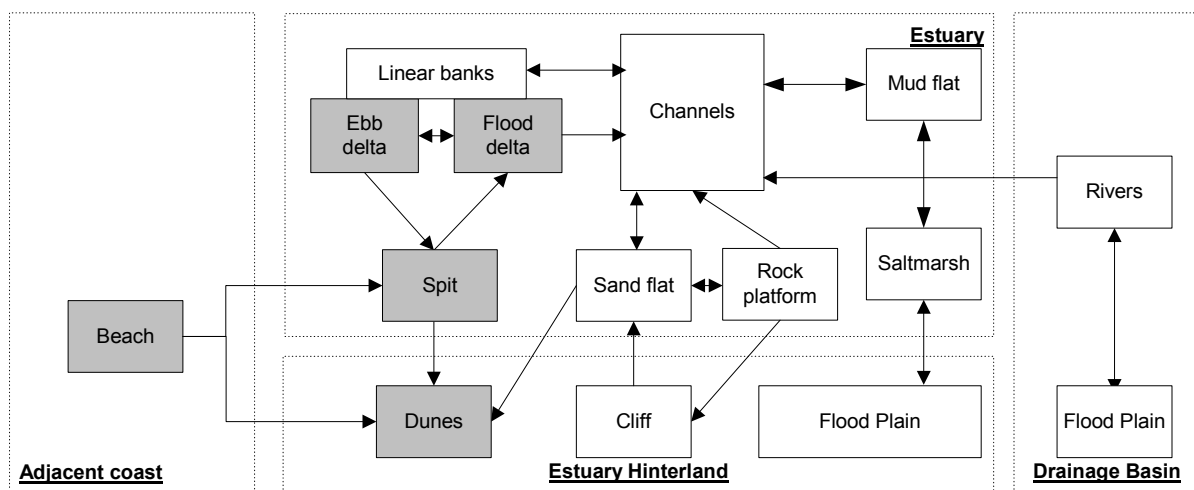 Estuary
Linear banks
Ebb
delta
Flood
delta
Channels
Mud flat
Rivers
Saltmarsh
Spit
Sand flat
Rock
platform
Beach
Dunes
Cliff
Flood Plain
Flood Plain
Adjacent coast
Estuary Hinterland
Drainage Basin